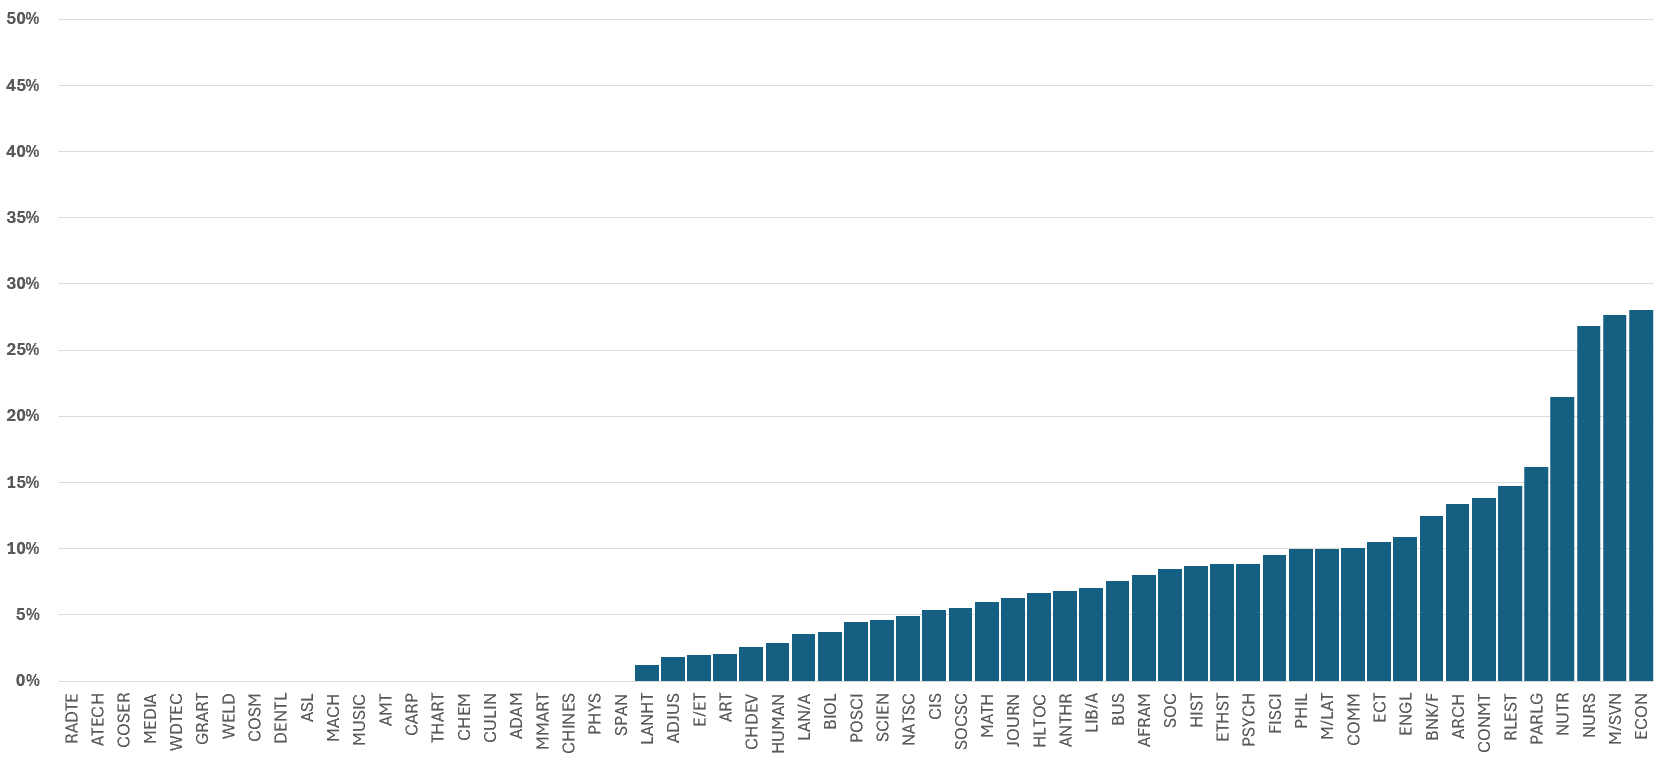 50%
45%
40%
35%
30%
25%
20%
15%
10%
5%
0%
RADTE
ATECH
COSER
MEDIA
WDTEC
GRART
WELD
COSM
DENTL
ASL
MACH
MUSIC
AMT
CARP
THART
CHEM
CULIN
ADAM
MMART
CHINES
PHYS
SPAN
LANHT
ADJUS
E/ET
ART
CHDEV
HUMAN
LAN/A
BIOL
POSCI
SCIEN
NATSC
CIS
SOCSC
MATH
JOURN
HLTOC
ANTHR
LIB/A
BUS
AFRAM
SOC
HIST
ETHST
PSYCH
FISCI
PHIL
M/LAT
COMM
ECT
ENGL
BNK/F
ARCH
CONMT
RLEST
PARLG
NUTR
NURS
M/SVN
ECON